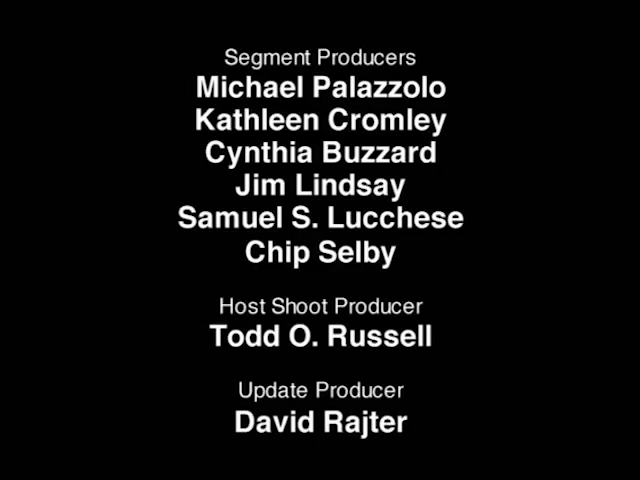 Segment Producers
Michael Palazzolo
Kathleen Cromley
Cynthia Buzzard
Jim Lindsay
Samuel S. Lucchese
Chip Selby
Host Shoot Producer
Todd O. Russell
Update Producer
David Rajter